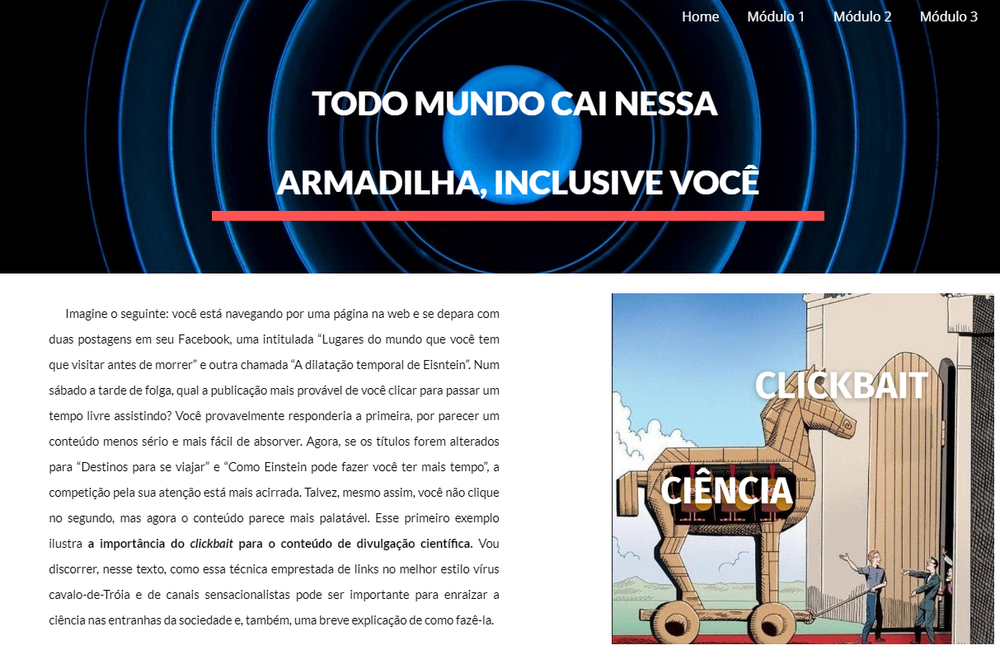 Home Módulo 1 Módulo 2 Módulo 3
TODO MUNDO CAI NESSA
ARMADILHA, INCLUSIVE VOCÊ
Imagine o seguinte: você está navegando por uma página na web e se depara com
duas postagens em seu Facebook, uma intitulada “Lugares do mundo que você tem
que visitar antes de morrer” e outra chamada “A dilatação temporal de Eisntein”. Num
sábado a tarde de folga, qual a publicação mais provável de você clicar para passar um
tempo livre assistindo? Você provavelmente responderia a primeira, por parecer um
conteúdo menos sério e mais fácil de absorver. Agora, se os títulos forem alterados
para “Destinos para se viajar” e “Como Einstein pode fazer você ter mais tempo”, a
competição pela sua atenção está mais acirrada. Talvez, mesmo assim, você não clique
no segundo, mas agora o conteúdo parece mais palatável. Esse primeiro exemplo
ilustra a importância do clickbait para o conteúdo de divulgação científica. Vou
discorrer, nesse texto, como essa técnica emprestada de links no melhor estilo vírus
cavalo-de-Tróia e de canais sensacionalistas pode ser importante para enraizar a
ciência nas entranhas da sociedade e, também, uma breve explicação de como fazê-la.
CLICKBAIT
CIÊNCIA